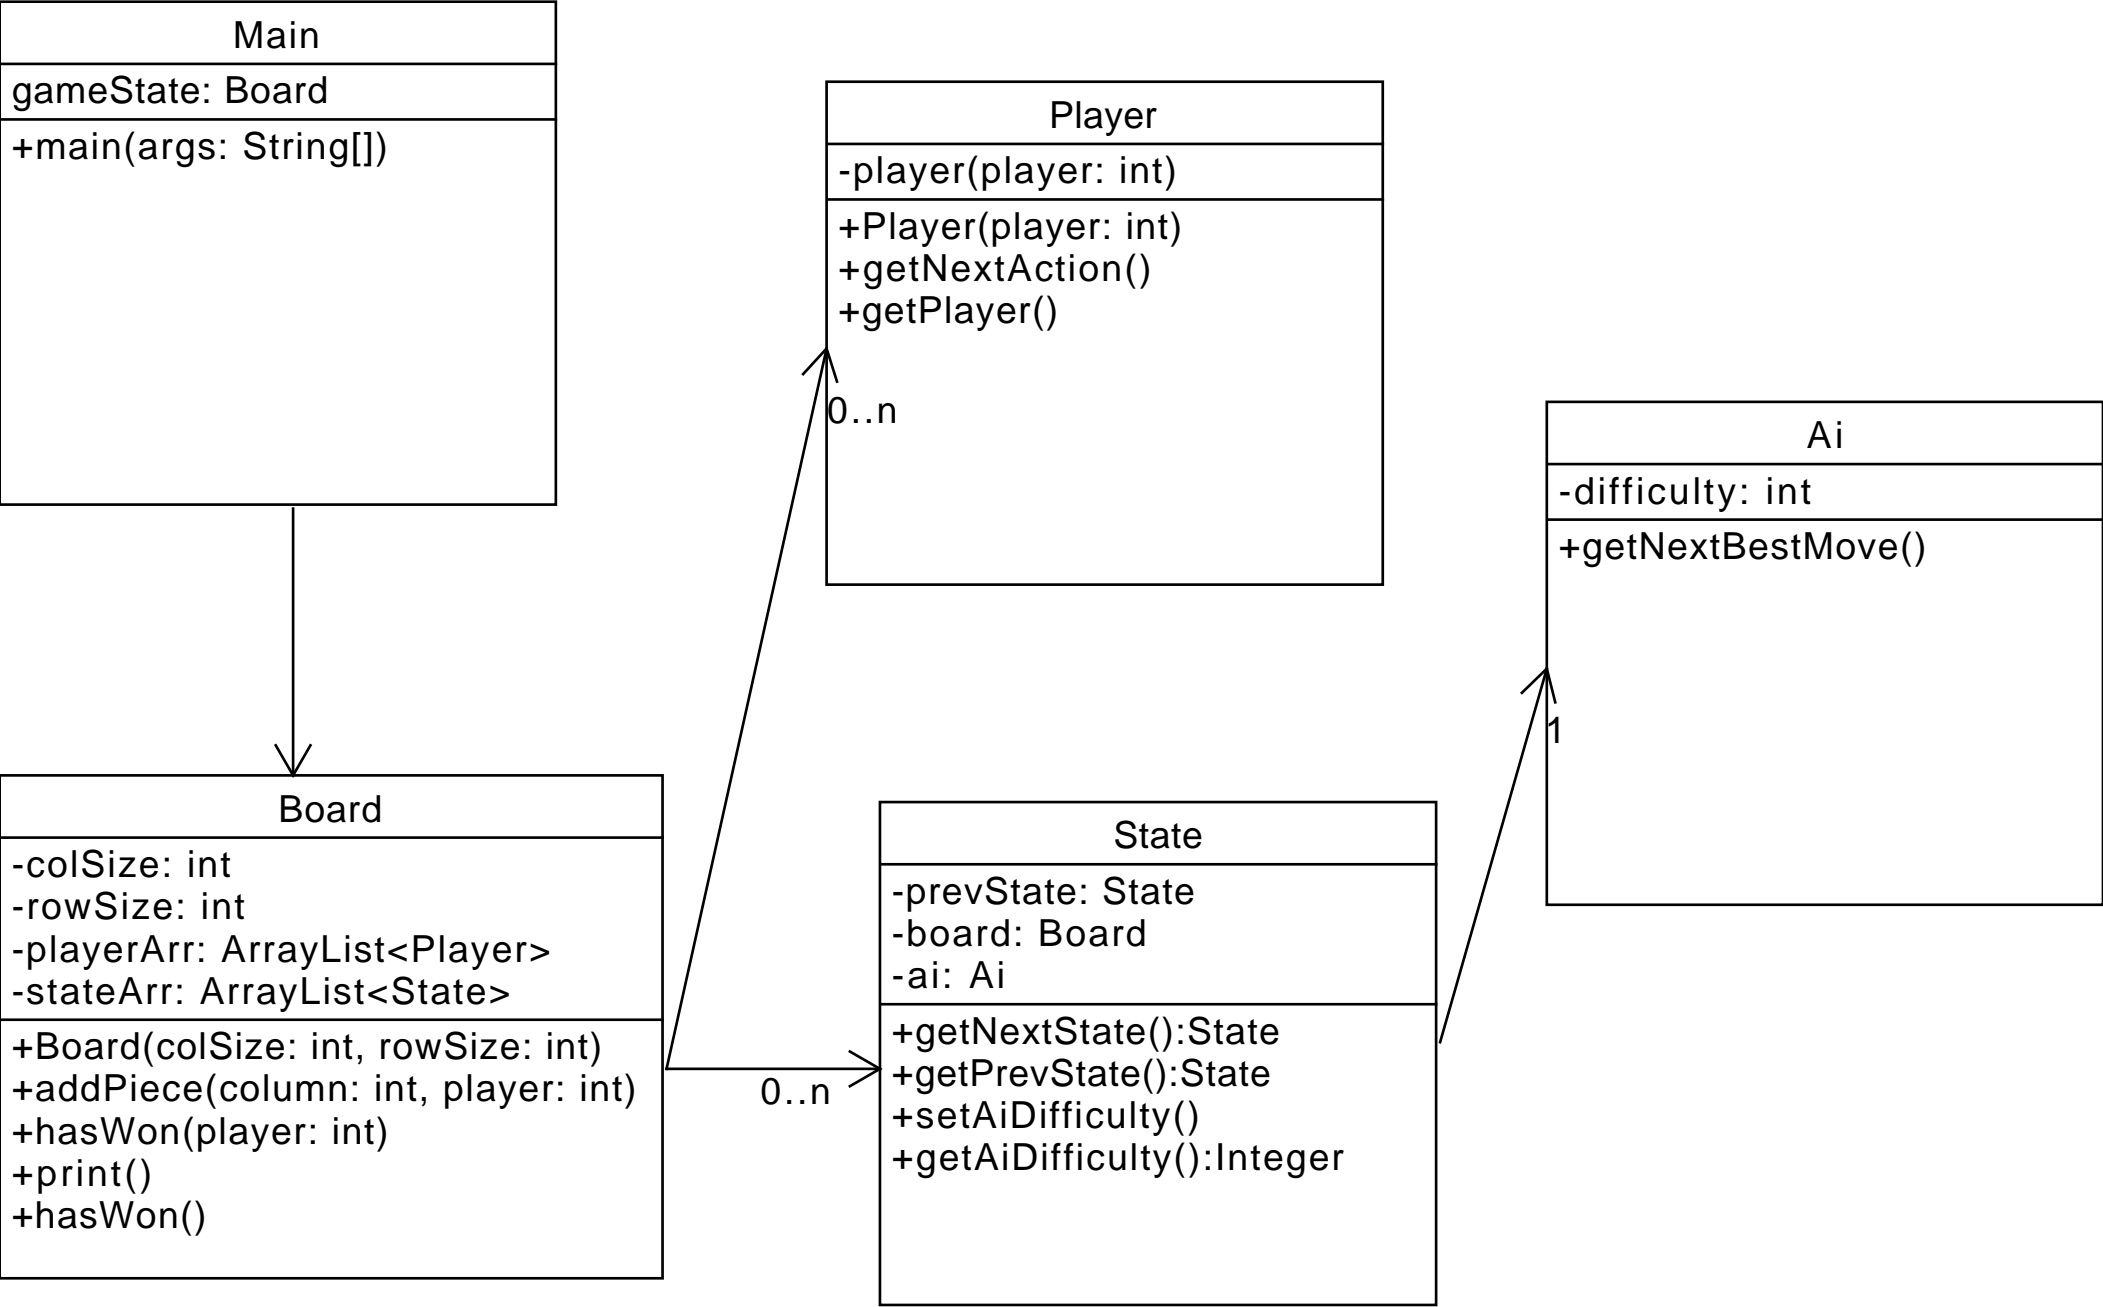 Main
gameState: Board
+main(args: String[])
Player
-player(player: int)
+Player(player: int)
+getNextAction()
+getPlayer()
0..n
Ai
-difficulty: int
+getNextBestMove()
1
Board
-colSize: int
-rowSize: int
-playerArr: ArrayList<Player>
-stateArr: ArrayList<State>
+Board(colSize: int, rowSize: int)
+addPiece(column: int, player: int)
+hasWon(player: int)
+print()
+hasWon()
0..n
State
-prevState: State
-board: Board
-ai: Ai
+getNextState():State
+getPrevState():State
+setAiDifficulty()
+getAiDifficulty():Integer